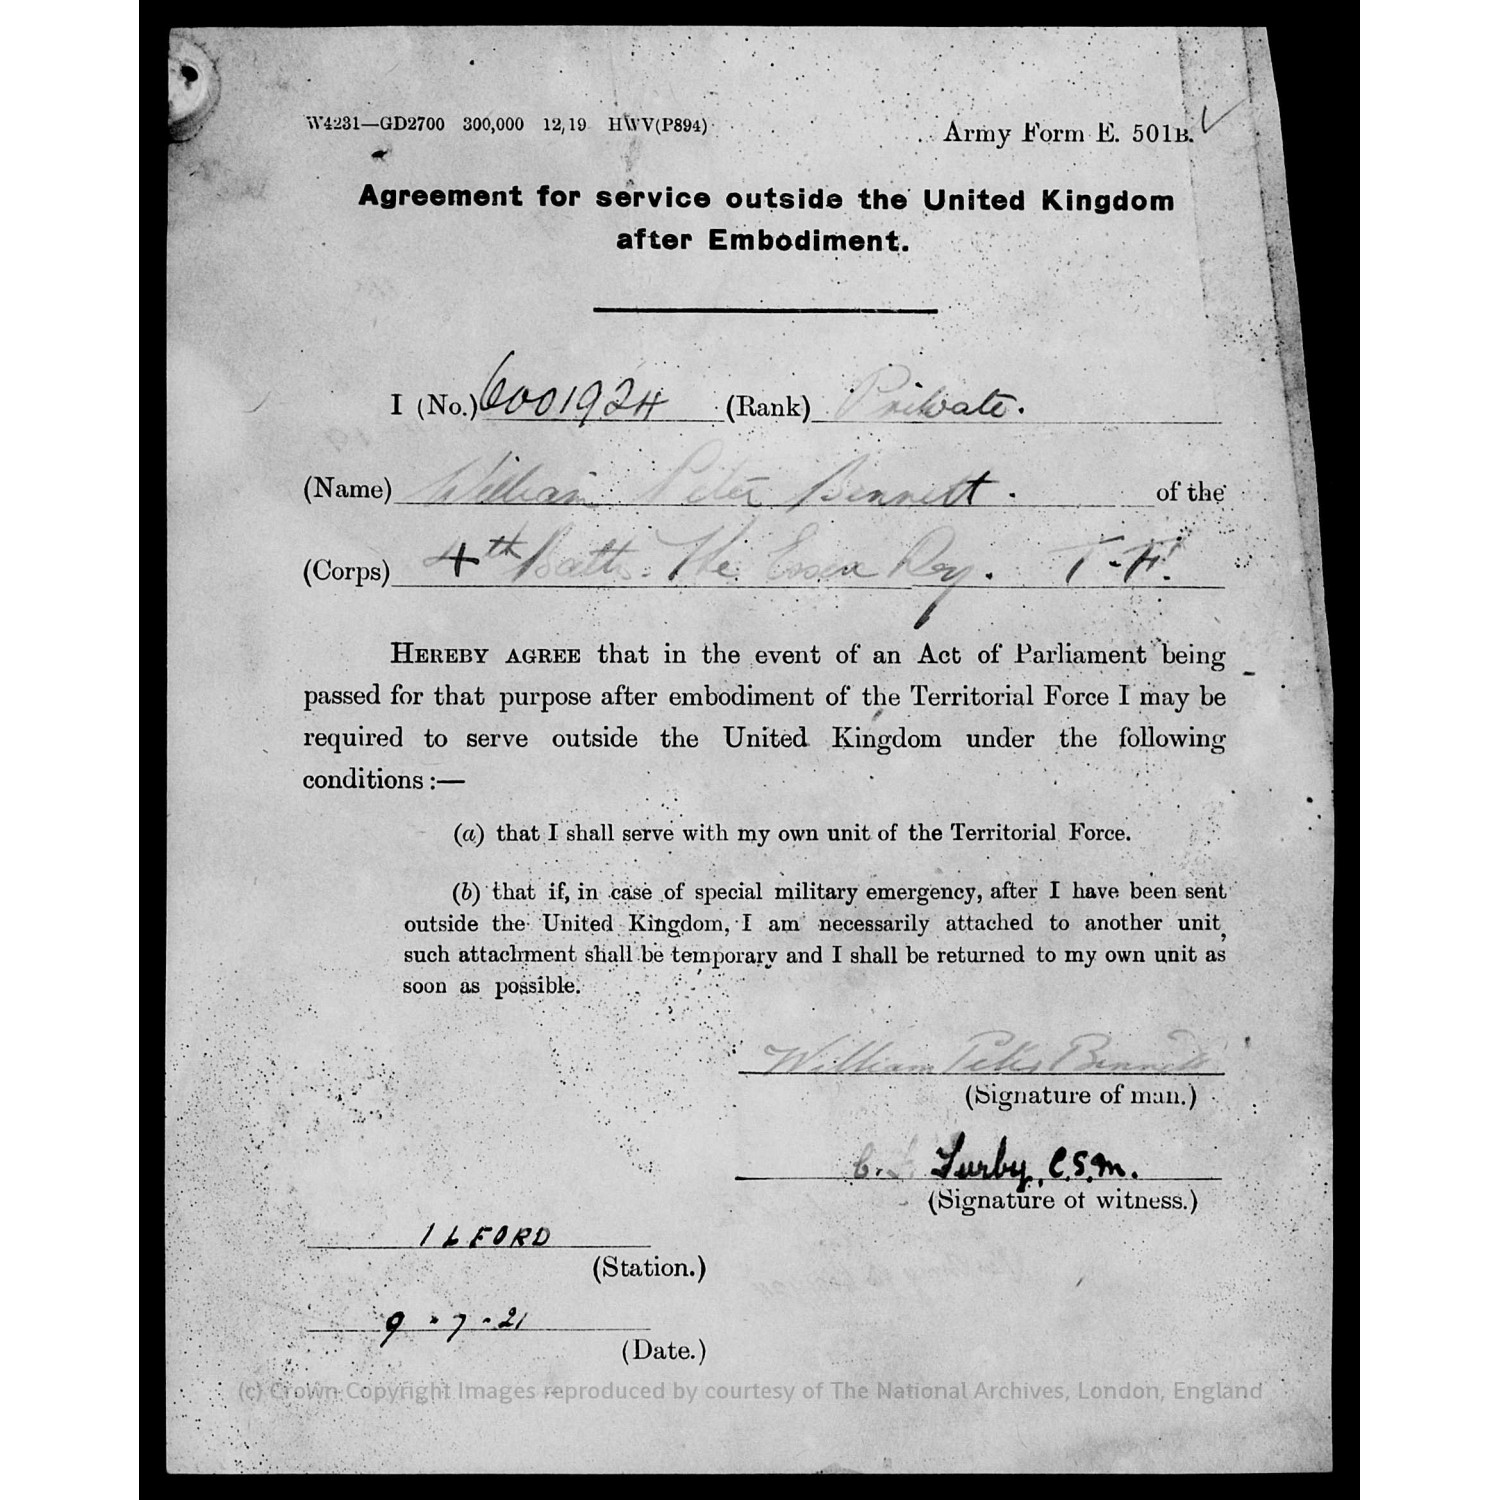 W4231—GD2700 300,000 12,19 HWV(P894)
Army Form E. 501B.
Agreement for service outside the United Kingdom
after Embodiment.
I (No.) 6001924 (Rank) Private.
(Name) William Peter Bennett. of the
(Corps) 4th Battn. The Essex Reg. T.F.
HEREBY AGREE that in the event of an Act of Parliament being
passed for that purpose after embodiment of the Territorial Force I may be
required to serve outside the United Kingdom under the following
conditions :—
(a) that I shall serve with my own unit of the Territorial Force.
(b) that if, in case of special military emergency, after I have been sent
outside the United Kingdom, I am necessarily attached to another unit,
such attachment shall be temporary and I shall be returned to my own unit as
soon as possible.
William Peter Bennett
(Signature of man.)
Furby, C.S.M.
(Signature of witness.)
ILFORD
(Station.)
9-7-21
(Date.)
(c) Crown Copyright Images reproduced by courtesy of The National Archives, London, England